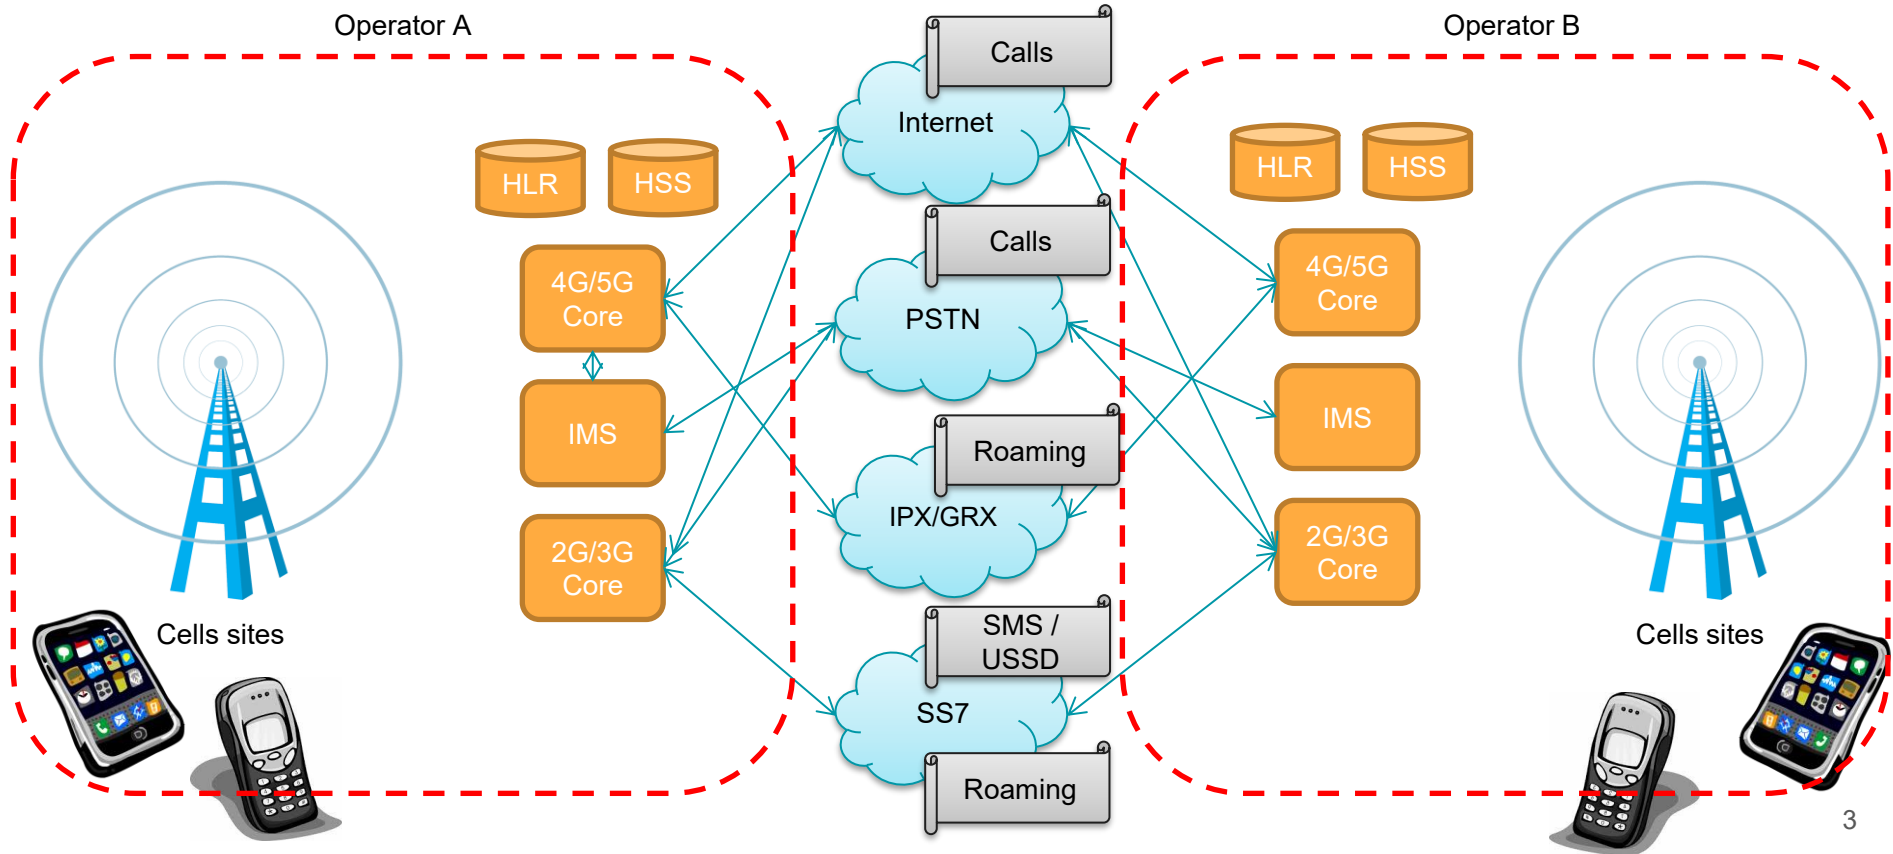 Operator A
Operator B
Calls
Internet
HLR
HSS
HLR
HSS
Calls
4G/5G
Core
PSTN
4G/5G
Core
IMS
IMS
Roaming
IPX/GRX
2G/3G
Core
2G/3G
Core
Cells sites
SMS /
USSD
Cells sites
SS7
Roaming
3